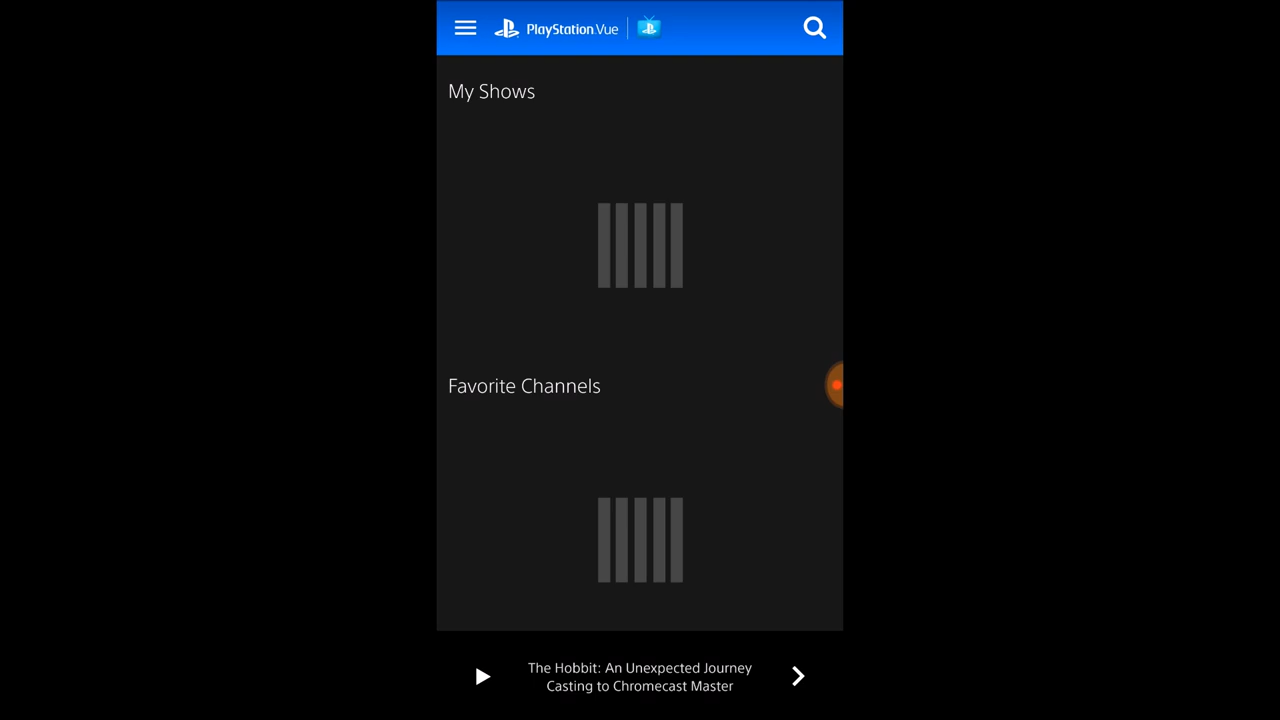 PlayStation.Vue
My Shows
Favorite Channels
The Hobbit: An Unexpected Journey
Casting to Chromecast Master